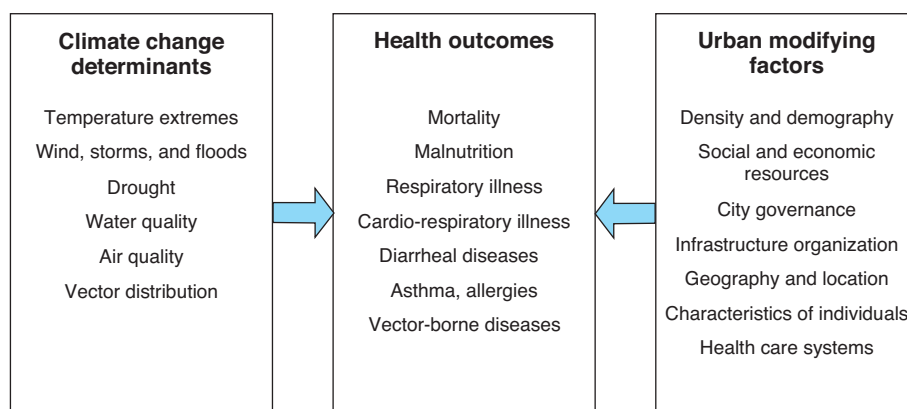 Climate change
determinants
Temperature extremes
Wind, storms, and floods
Drought
Water quality
Air quality
Vector distribution
Health outcomes
Mortality
Malnutrition
Respiratory illness
Cardio-respiratory illness
Diarrheal diseases
Asthma, allergies
Vector-borne diseases
Urban modifying
factors
Density and demography
Social and economic
resources
City governance
Infrastructure organization
Geography and location
Characteristics of individuals
Health care systems